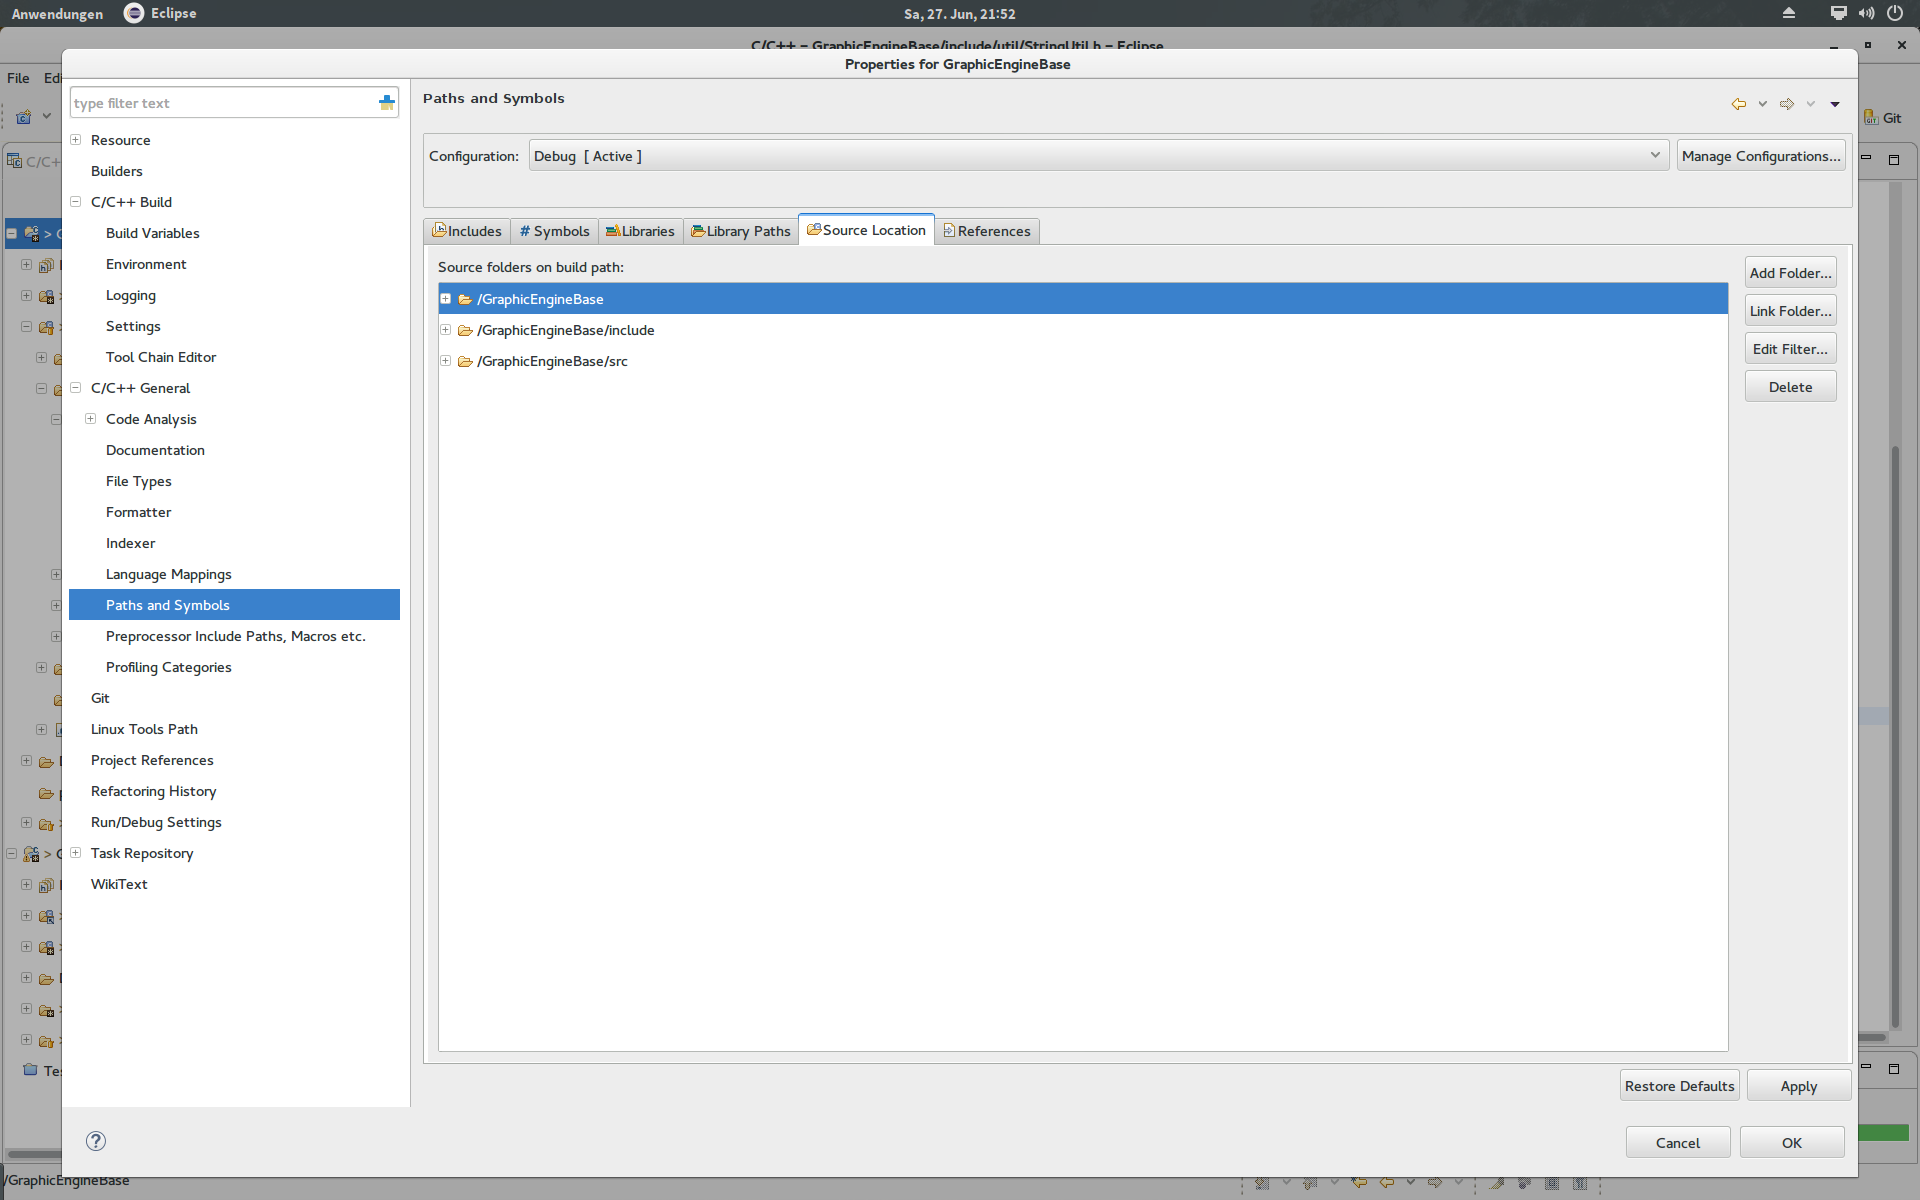 Anwendungen Eclipse Sa, 27. Jun, 21:52
C/C++ – GraphicEngineBase/include/util/StringUtil.h – Eclipse
Properties for GraphicEngineBase
File
type filter text
Resource
Builders
C/C++ Build
Build Variables
Environment
Logging
Settings
Tool Chain Editor
C/C++ General
Code Analysis
Documentation
File Types
Formatter
Indexer
Language Mappings
Paths and Symbols
Preprocessor Include Paths, Macros etc.
Profiling Categories
Git
Linux Tools Path
Project References
Refactoring History
Run/Debug Settings
Task Repository
WikiText
Paths and Symbols
Configuration: Debug [ Active ] Manage Configurations...
Includes # Symbols Libraries Library Paths Source Location References
Source folders on build path:
/GraphicEngineBase
/GraphicEngineBase/include
/GraphicEngineBase/src
Add Folder...
Link Folder...
Edit Filter...
Delete
Restore Defaults Apply
Cancel OK
Git
/GraphicEngineBase